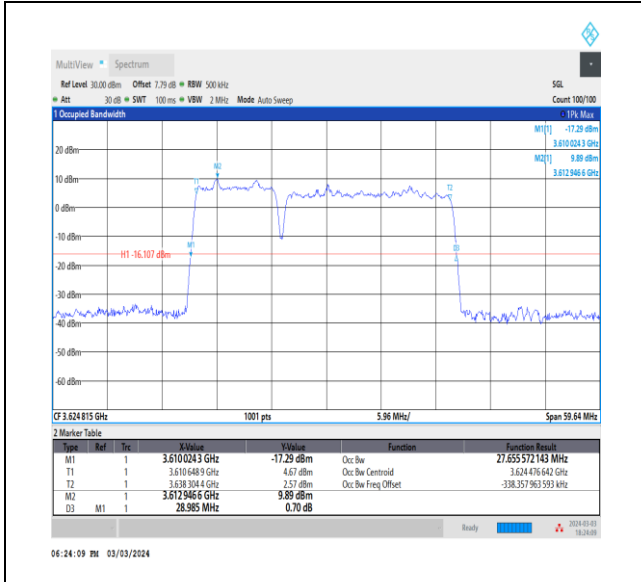 MultiView Spectrum
Ref Level 30.00 dBm Offset 7.79 dB RBW 500 kHz SGL
Att 30 dB SWT 100 ms VBW 2 MHz Mode Auto Sweep Count 100/100
1 Occupied Bandwidth 1Pk Max
M1[1] -17.29 dBm
3.610 024 3 GHz
20 dBm
M2[1] 9.89 dBm
3.612 946 6 GHz
M2
10 dBm
T1
T2
0 dBm
-10 dBm
M1
D3
H1 -16.107 dBm
-20 dBm
-30 dBm
-40 dBm
-50 dBm
-60 dBm
CF 3.624 815 GHz 1001 pts 5.96 MHz/ Span 59.64 MHz
2 Marker Table
Type Ref Trc X-Value Y-Value Function Function Result
M1 1 3.610 024 3 GHz -17.29 dBm Occ Bw 27.655 572 143 MHz
T1 1 3.610 648 9 GHz 4.67 dBm Occ Bw Centroid 3.624 476 642 GHz
T2 1 3.638 304 4 GHz 2.57 dBm Occ Bw Freq Offset -338.357 963 593 kHz
M2 1 3.612 946 6 GHz 9.89 dBm
D3 M1 1 28.985 MHz 0.70 dB
Ready 2024-03-03
18:24:09
06:24:09 PM 03/03/2024